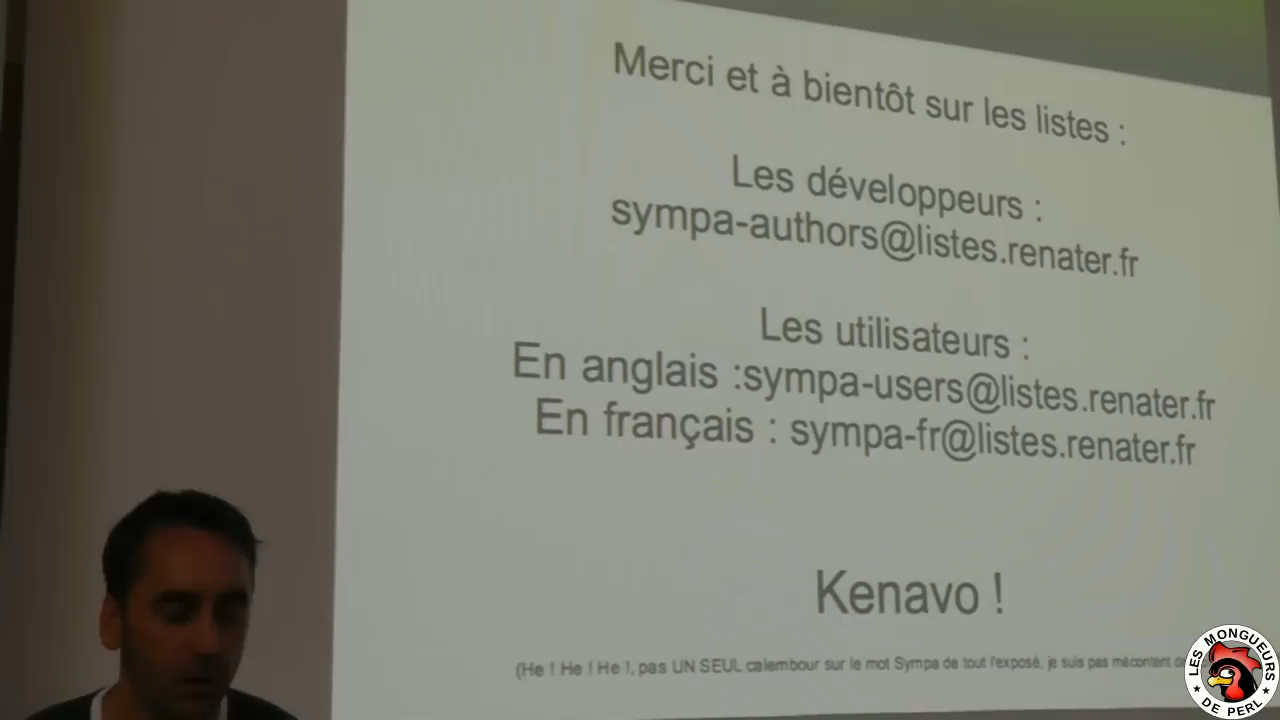 Merci et à bientôt sur les listes :
Les développeurs :
sympa-authors@listes.renater.fr
Les utilisateurs :
En anglais :sympa-users@listes.renater.fr
En français : sympa-fr@listes.renater.fr
Kenavo !
(He ! He ! He !, pas UN SEUL calembour sur le mot Sympa de tout l'exposé, je suis pas mécontent
LES MONGUEURS
★ DE PERL ★